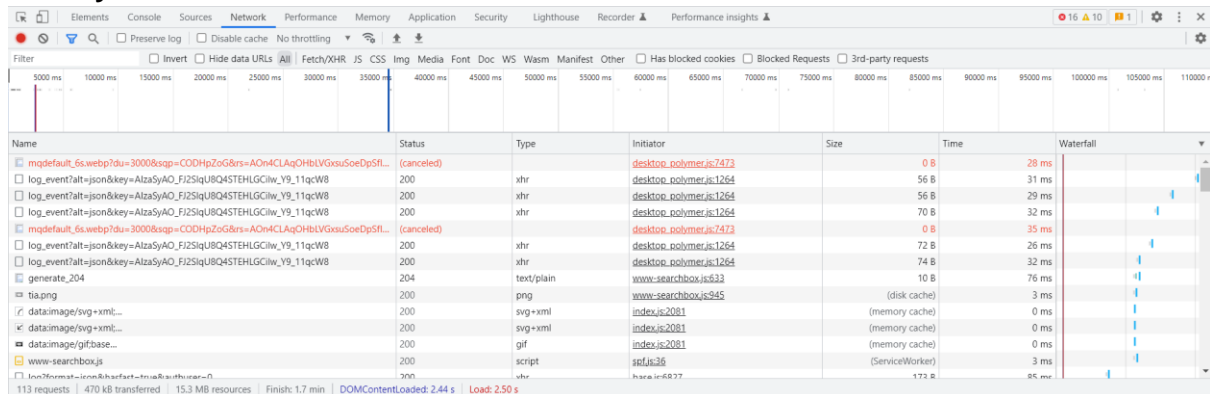 Elements Console Sources Network Performance Memory Application Security Lighthouse Recorder Performance insights 16 10 1
Preserve log Disable cache No throttling
Filter Invert Hide data URLs All Fetch/XHR JS CSS Img Media Font Doc WS Wasm Manifest Other Has blocked cookies Blocked Requests 3rd-party requests
5000 ms 10000 ms 15000 ms 20000 ms 25000 ms 30000 ms 35000 ms 40000 ms 45000 ms 50000 ms 55000 ms 60000 ms 65000 ms 70000 ms 75000 ms 80000 ms 85000 ms 90000 ms 95000 ms 100000 ms 105000 ms 110000
Name Status Type Initiator Size Time Waterfall
mqdefault_6s.webp?du=3000&sqp=CODHpZoG&rs=AOn4CLAqOHbLVGxsuSoeDpSfl... (canceled) desktop_polymer.js:7473 0 B 28 ms
log_event?alt=json&key=AIzaSyAO_FJ2SlqU8Q4STEHLGCilw_Y9_11qcW8 200 xhr desktop_polymer.js:1264 56 B 31 ms
log_event?alt=json&key=AIzaSyAO_FJ2SlqU8Q4STEHLGCilw_Y9_11qcW8 200 xhr desktop_polymer.js:1264 56 B 29 ms
log_event?alt=json&key=AIzaSyAO_FJ2SlqU8Q4STEHLGCilw_Y9_11qcW8 200 xhr desktop_polymer.js:1264 70 B 32 ms
mqdefault_6s.webp?du=3000&sqp=CODHpZoG&rs=AOn4CLAqOHbLVGxsuSoeDpSfl... (canceled) desktop_polymer.js:7473 0 B 35 ms
log_event?alt=json&key=AIzaSyAO_FJ2SlqU8Q4STEHLGCilw_Y9_11qcW8 200 xhr desktop_polymer.js:1264 72 B 26 ms
log_event?alt=json&key=AIzaSyAO_FJ2SlqU8Q4STEHLGCilw_Y9_11qcW8 200 xhr desktop_polymer.js:1264 74 B 32 ms
generate_204 204 text/plain www-searchbox.js:633 10 B 76 ms
tia.png 200 png www-searchbox.js:945 (disk cache) 3 ms
data:image/svg+xml;... 200 svg+xml index.js:2081 (memory cache) 0 ms
data:image/svg+xml;... 200 svg+xml index.js:2081 (memory cache) 0 ms
data:image/gif;base... 200 gif index.js:2081 (memory cache) 0 ms
www-searchbox.js 200 script spf.js:36 (ServiceWorker) 3 ms
log?format=json&hasfast=true&authuser=0 200 xhr base.js:6827 173 B 85 ms
113 requests 470 kB transferred 15.3 MB resources Finish: 1.7 min DOMContentLoaded: 2.44 s Load: 2.50 s